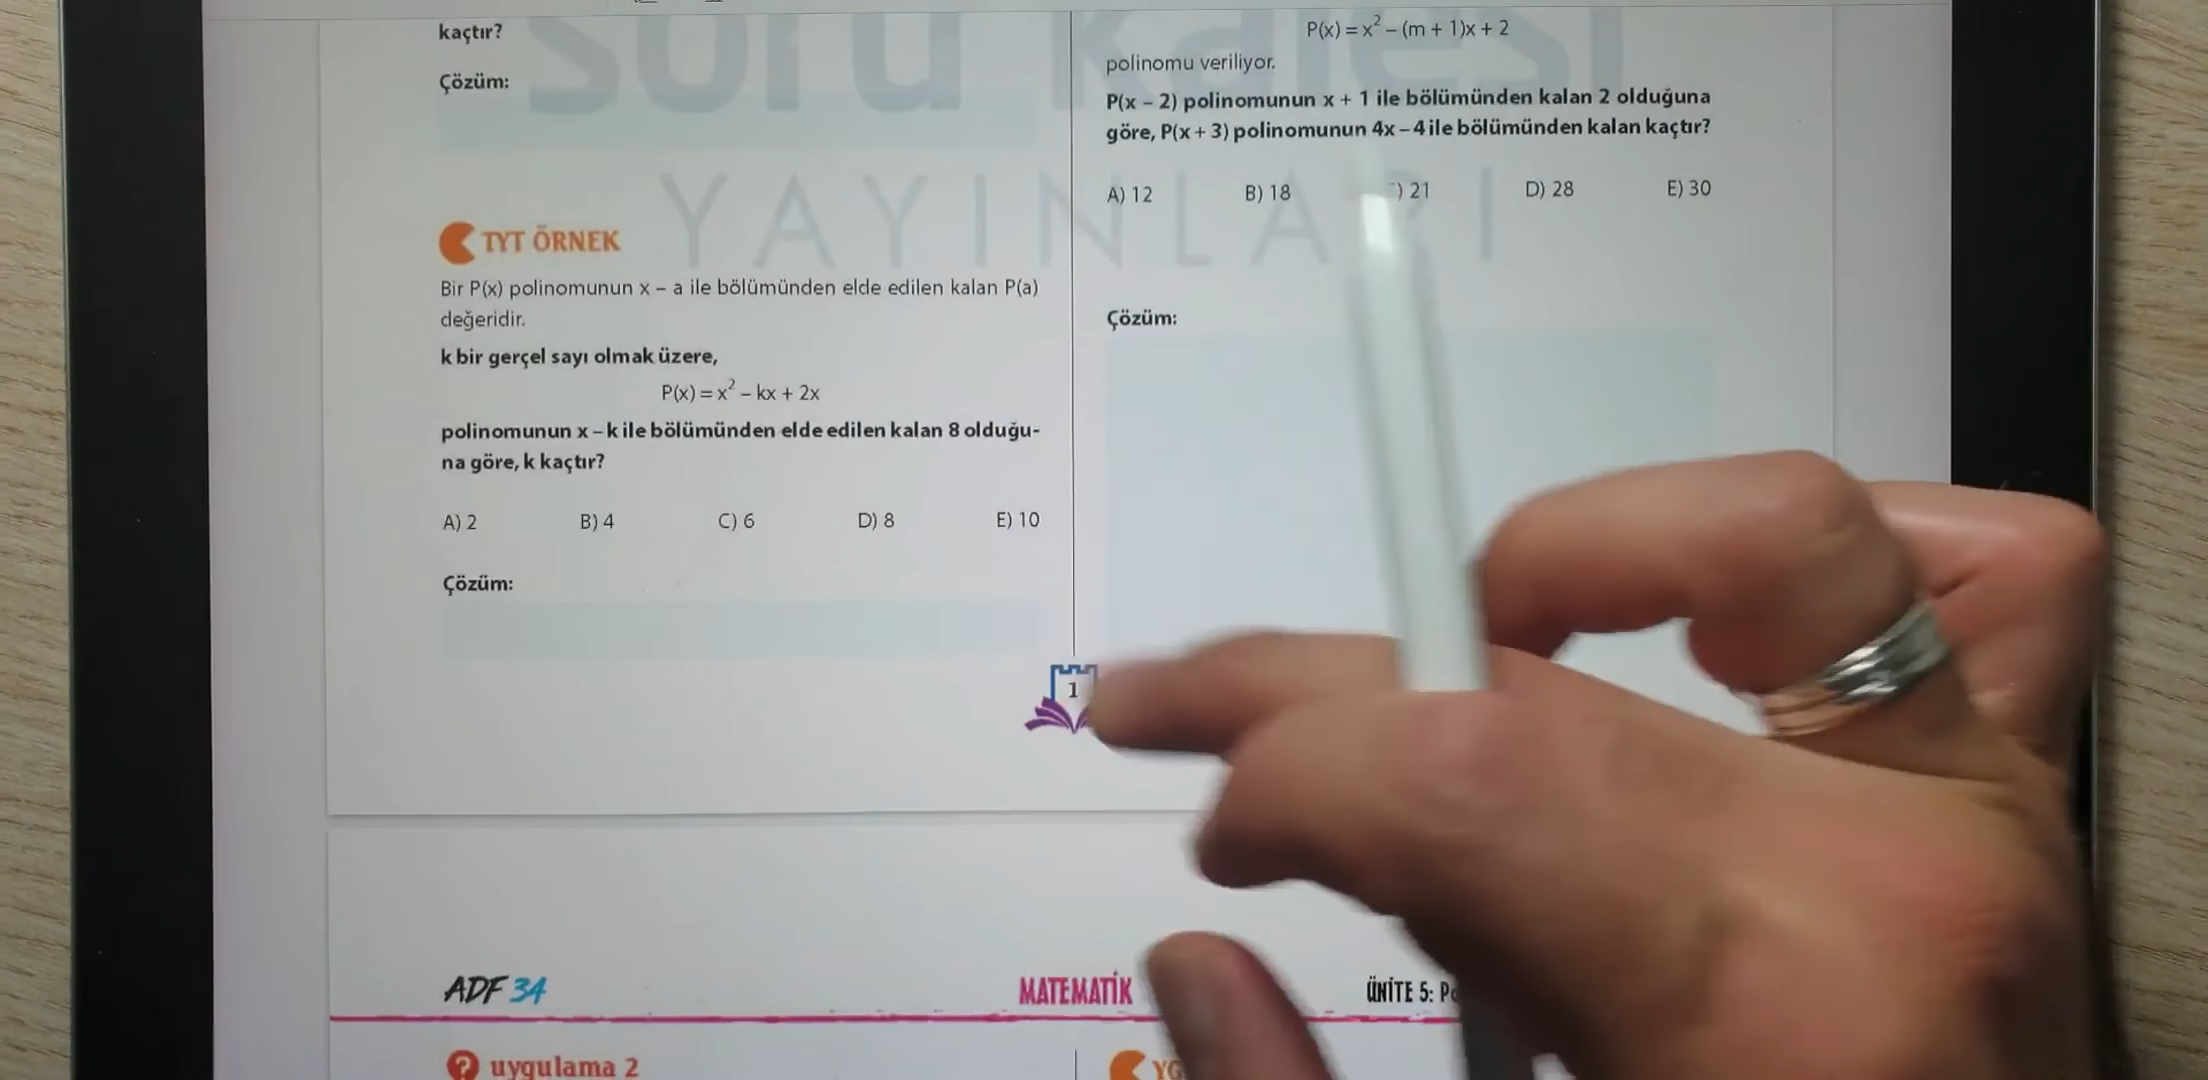 kaçtır?
Çözüm:
TYT ÖRNEK
Bir P(x) polinomunun x – a ile bölümünden elde edilen kalan P(a)
değeridir.
k bir gerçel sayı olmak üzere,
P(x) = x² – kx + 2x
polinomunun x – k ile bölümünden elde edilen kalan 8 olduğu-
na göre, k kaçtır?
A) 2 B) 4 C) 6 D) 8 E) 10
Çözüm:
P(x) = x² – (m + 1)x + 2
polinomu veriliyor.
P(x – 2) polinomunun x + 1 ile bölümünden kalan 2 olduğuna
göre, P(x + 3) polinomunun 4x – 4 ile bölümünden kalan kaçtır?
A) 12 B) 18 ) 21 D) 28 E) 30
Çözüm:
soru kalesi
YAYINLARI
1
ADF 34 MATEMATİK ÜNİTE 5:
uygulama 2